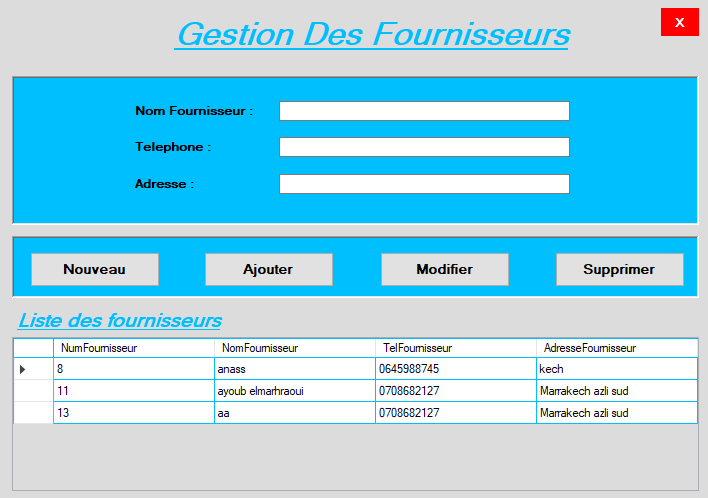 Gestion Des Fournisseurs
X
Nom Fournisseur :
Telephone :
Adresse :
Nouveau Ajouter Modifier Supprimer
Liste des fournisseurs
NumFournisseur NomFournisseur TelFournisseur AdresseFournisseur
8 anass 0645988745 kech
11 ayoub elmarhraoui 0708682127 Marrakech azli sud
13 aa 0708682127 Marrakech azli sud